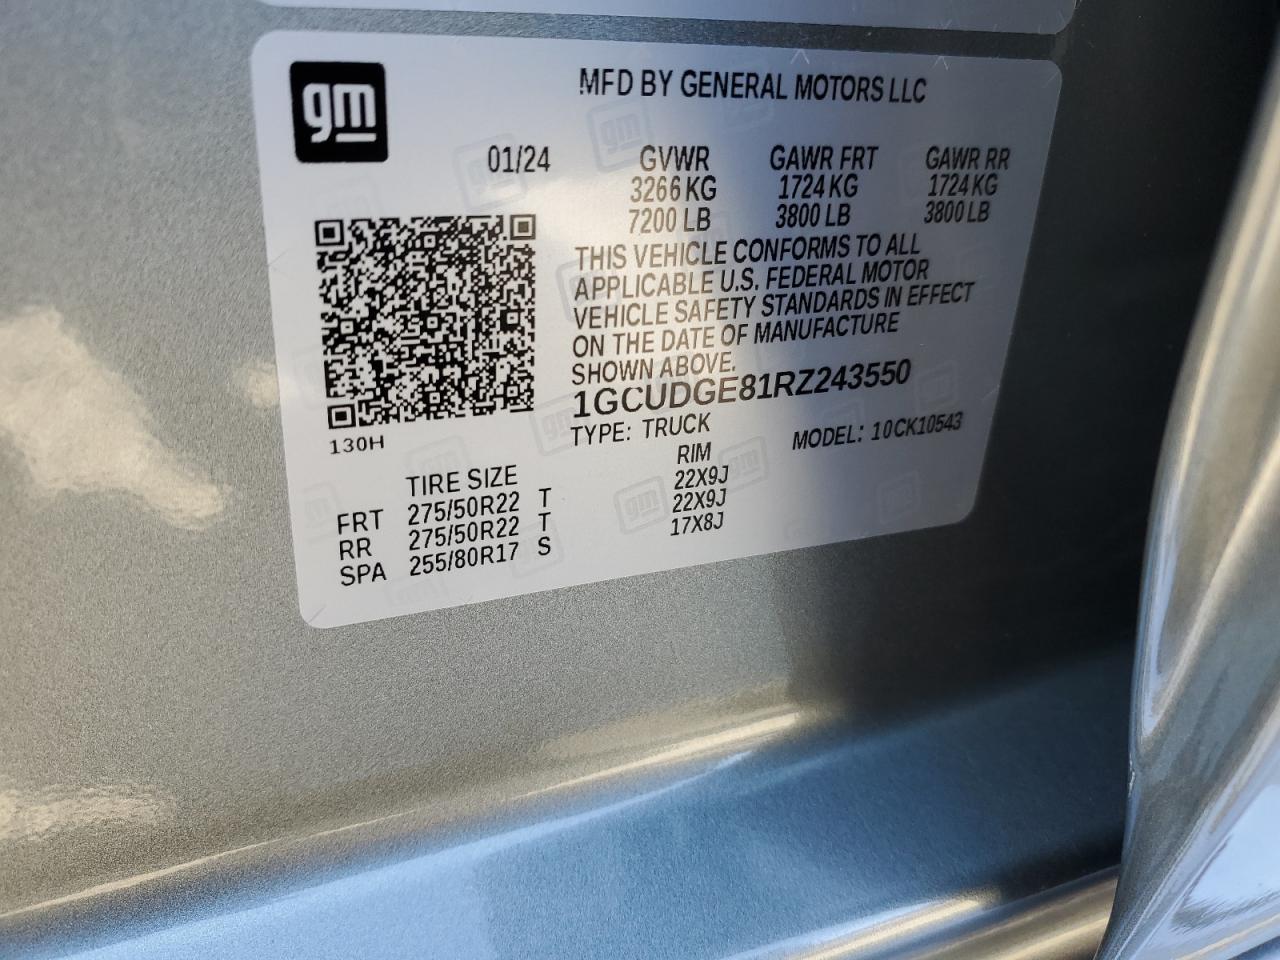 gm
MFD BY GENERAL MOTORS LLC
01/24 GVWR GAWR FRT GAWR RR
3266 KG 1724 KG 1724 KG
7200 LB 3800 LB 3800 LB
THIS VEHICLE CONFORMS TO ALL
APPLICABLE U.S. FEDERAL MOTOR
VEHICLE SAFETY STANDARDS IN EFFECT
ON THE DATE OF MANUFACTURE
SHOWN ABOVE.
1GCUDGE81RZ243550
130H
TYPE: TRUCK MODEL: 10CK10543
TIRE SIZE RIM
FRT 275/50R22 T 22X9J
RR 275/50R22 T 22X9J
SPA 255/80R17 S 17X8J